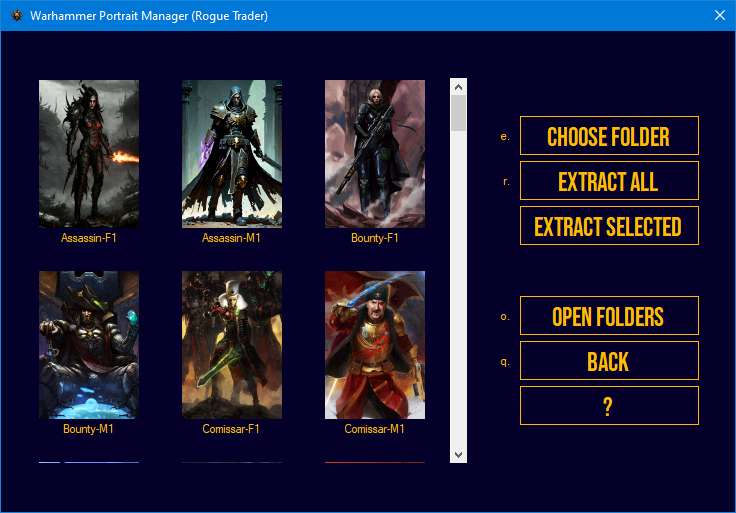 Warhammer Portrait Manager (Rogue Trader)
Assassin-F1
Assassin-M1
Bounty-F1
Bounty-M1
Comissar-F1
Comissar-M1
e. CHOOSE FOLDER
r. EXTRACT ALL
EXTRACT SELECTED
o. OPEN FOLDERS
q. BACK
?